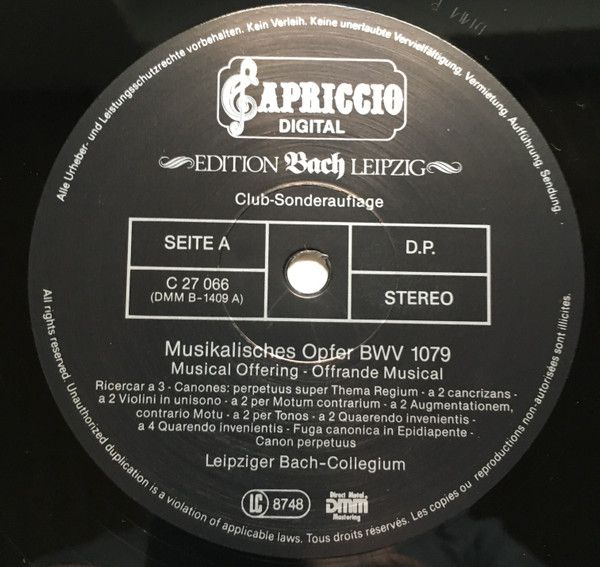 Alle Urheber- und Leistungsschutzrechte vorbehalten. Kein Verleih. Keine unerlaubte Vervielfältigung, Vermietung, Aufführung, Sendung.
CAPRICCIO
DIGITAL
EDITION Bach LEIPZIG
Club-Sonderauflage
SEITE A
D.P.
C 27 066
(DMM B-1409 A)
STEREO
Musikalisches Opfer BWV 1079
Musical Offering - Offrande Musical
Ricercar a 3 - Canones: perpetuus super Thema Regium - a 2 cancrizans -
a 2 Violini in unisono - a 2 per Motum contrarium - a 2 Augmentationem,
contrario Motu - a 2 per Tonos - a 2 Quaerendo invenientis -
a 4 Quarendo invenientis - Fuga canonica in Epidiapente -
Canon perpetuus
Leipziger Bach-Collegium
LC 8748
Direct Metal
DMM
Mastering
All rights reserved. Unauthorized duplication is a violation of applicable laws. Tous droits réservés. Les copies ou reproductions non-autorisées sont illicites.